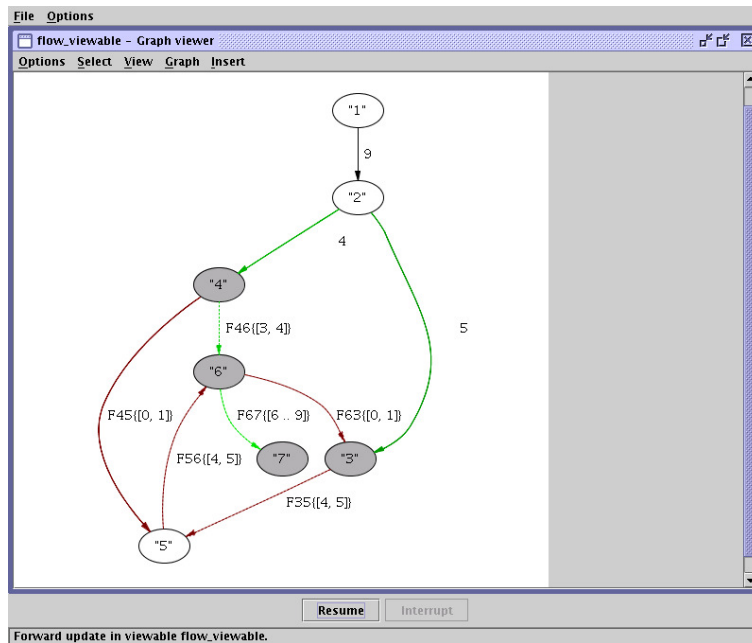 File Options
flow_viewable - Graph viewer
Options Select View Graph Insert
"1"
9
"2"
4
"4"
5
F46{[3, 4]}
"6"
F45{[0, 1]}
F67{[6 .. 9]}
F63{[0, 1]}
F56{[4, 5]}
"7"
"3"
F35{[4, 5]}
"5"
Resume Interrupt
Forward update in viewable flow_viewable.